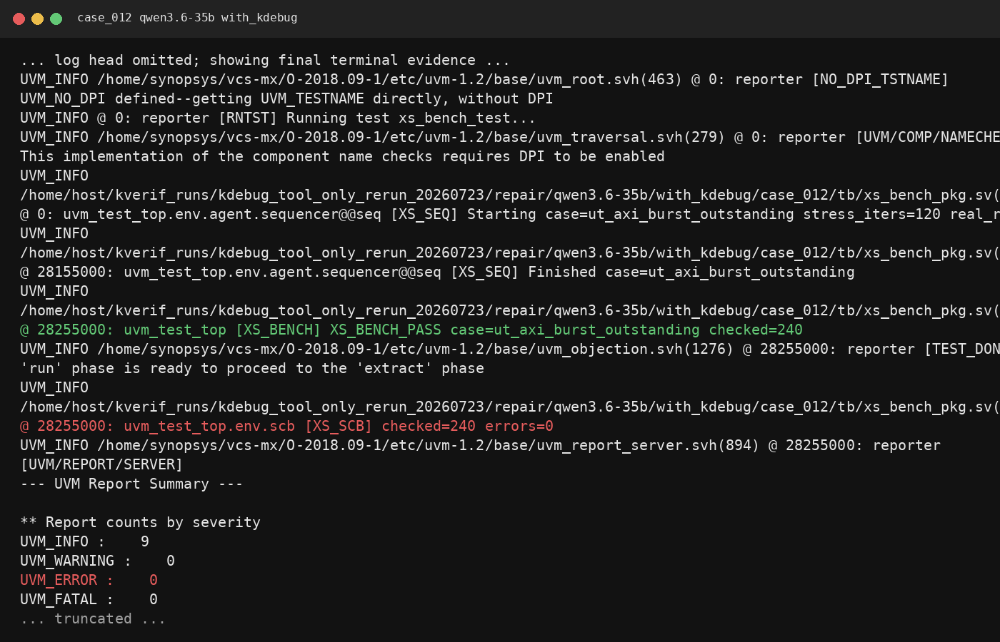 case_012 qwen3.6-35b with_kdebug
... log head omitted; showing final terminal evidence ...
UVM_INFO /home/synopsys/vcs-mx/O-2018.09-1/etc/uvm-1.2/base/uvm_root.svh(463) @ 0: reporter [NO_DPI_TSTNAME]
UVM_NO_DPI defined--getting UVM_TESTNAME directly, without DPI
UVM_INFO @ 0: reporter [RNTST] Running test xs_bench_test...
UVM_INFO /home/synopsys/vcs-mx/O-2018.09-1/etc/uvm-1.2/base/uvm_traversal.svh(279) @ 0: reporter [UVM/COMP/NAMECHE
This implementation of the component name checks requires DPI to be enabled
UVM_INFO
/home/host/kverif_runs/kdebug_tool_only_rerun_20260723/repair/qwen3.6-35b/with_kdebug/case_012/tb/xs_bench_pkg.sv(
@ 0: uvm_test_top.env.agent.sequencer@@seq [XS_SEQ] Starting case=ut_axi_burst_outstanding stress_iters=120 real_r
UVM_INFO
/home/host/kverif_runs/kdebug_tool_only_rerun_20260723/repair/qwen3.6-35b/with_kdebug/case_012/tb/xs_bench_pkg.sv(
@ 28155000: uvm_test_top.env.agent.sequencer@@seq [XS_SEQ] Finished case=ut_axi_burst_outstanding
UVM_INFO
/home/host/kverif_runs/kdebug_tool_only_rerun_20260723/repair/qwen3.6-35b/with_kdebug/case_012/tb/xs_bench_pkg.sv(
@ 28255000: uvm_test_top [XS_BENCH] XS_BENCH_PASS case=ut_axi_burst_outstanding checked=240
UVM_INFO /home/synopsys/vcs-mx/O-2018.09-1/etc/uvm-1.2/base/uvm_objection.svh(1276) @ 28255000: reporter [TEST_DON
'run' phase is ready to proceed to the 'extract' phase
UVM_INFO
/home/host/kverif_runs/kdebug_tool_only_rerun_20260723/repair/qwen3.6-35b/with_kdebug/case_012/tb/xs_bench_pkg.sv(
@ 28255000: uvm_test_top.env.scb [XS_SCB] checked=240 errors=0
UVM_INFO /home/synopsys/vcs-mx/O-2018.09-1/etc/uvm-1.2/base/uvm_report_server.svh(894) @ 28255000: reporter
[UVM/REPORT/SERVER]
--- UVM Report Summary ---
** Report counts by severity
UVM_INFO :    9
UVM_WARNING :    0
UVM_ERROR :    0
UVM_FATAL :    0
... truncated ...